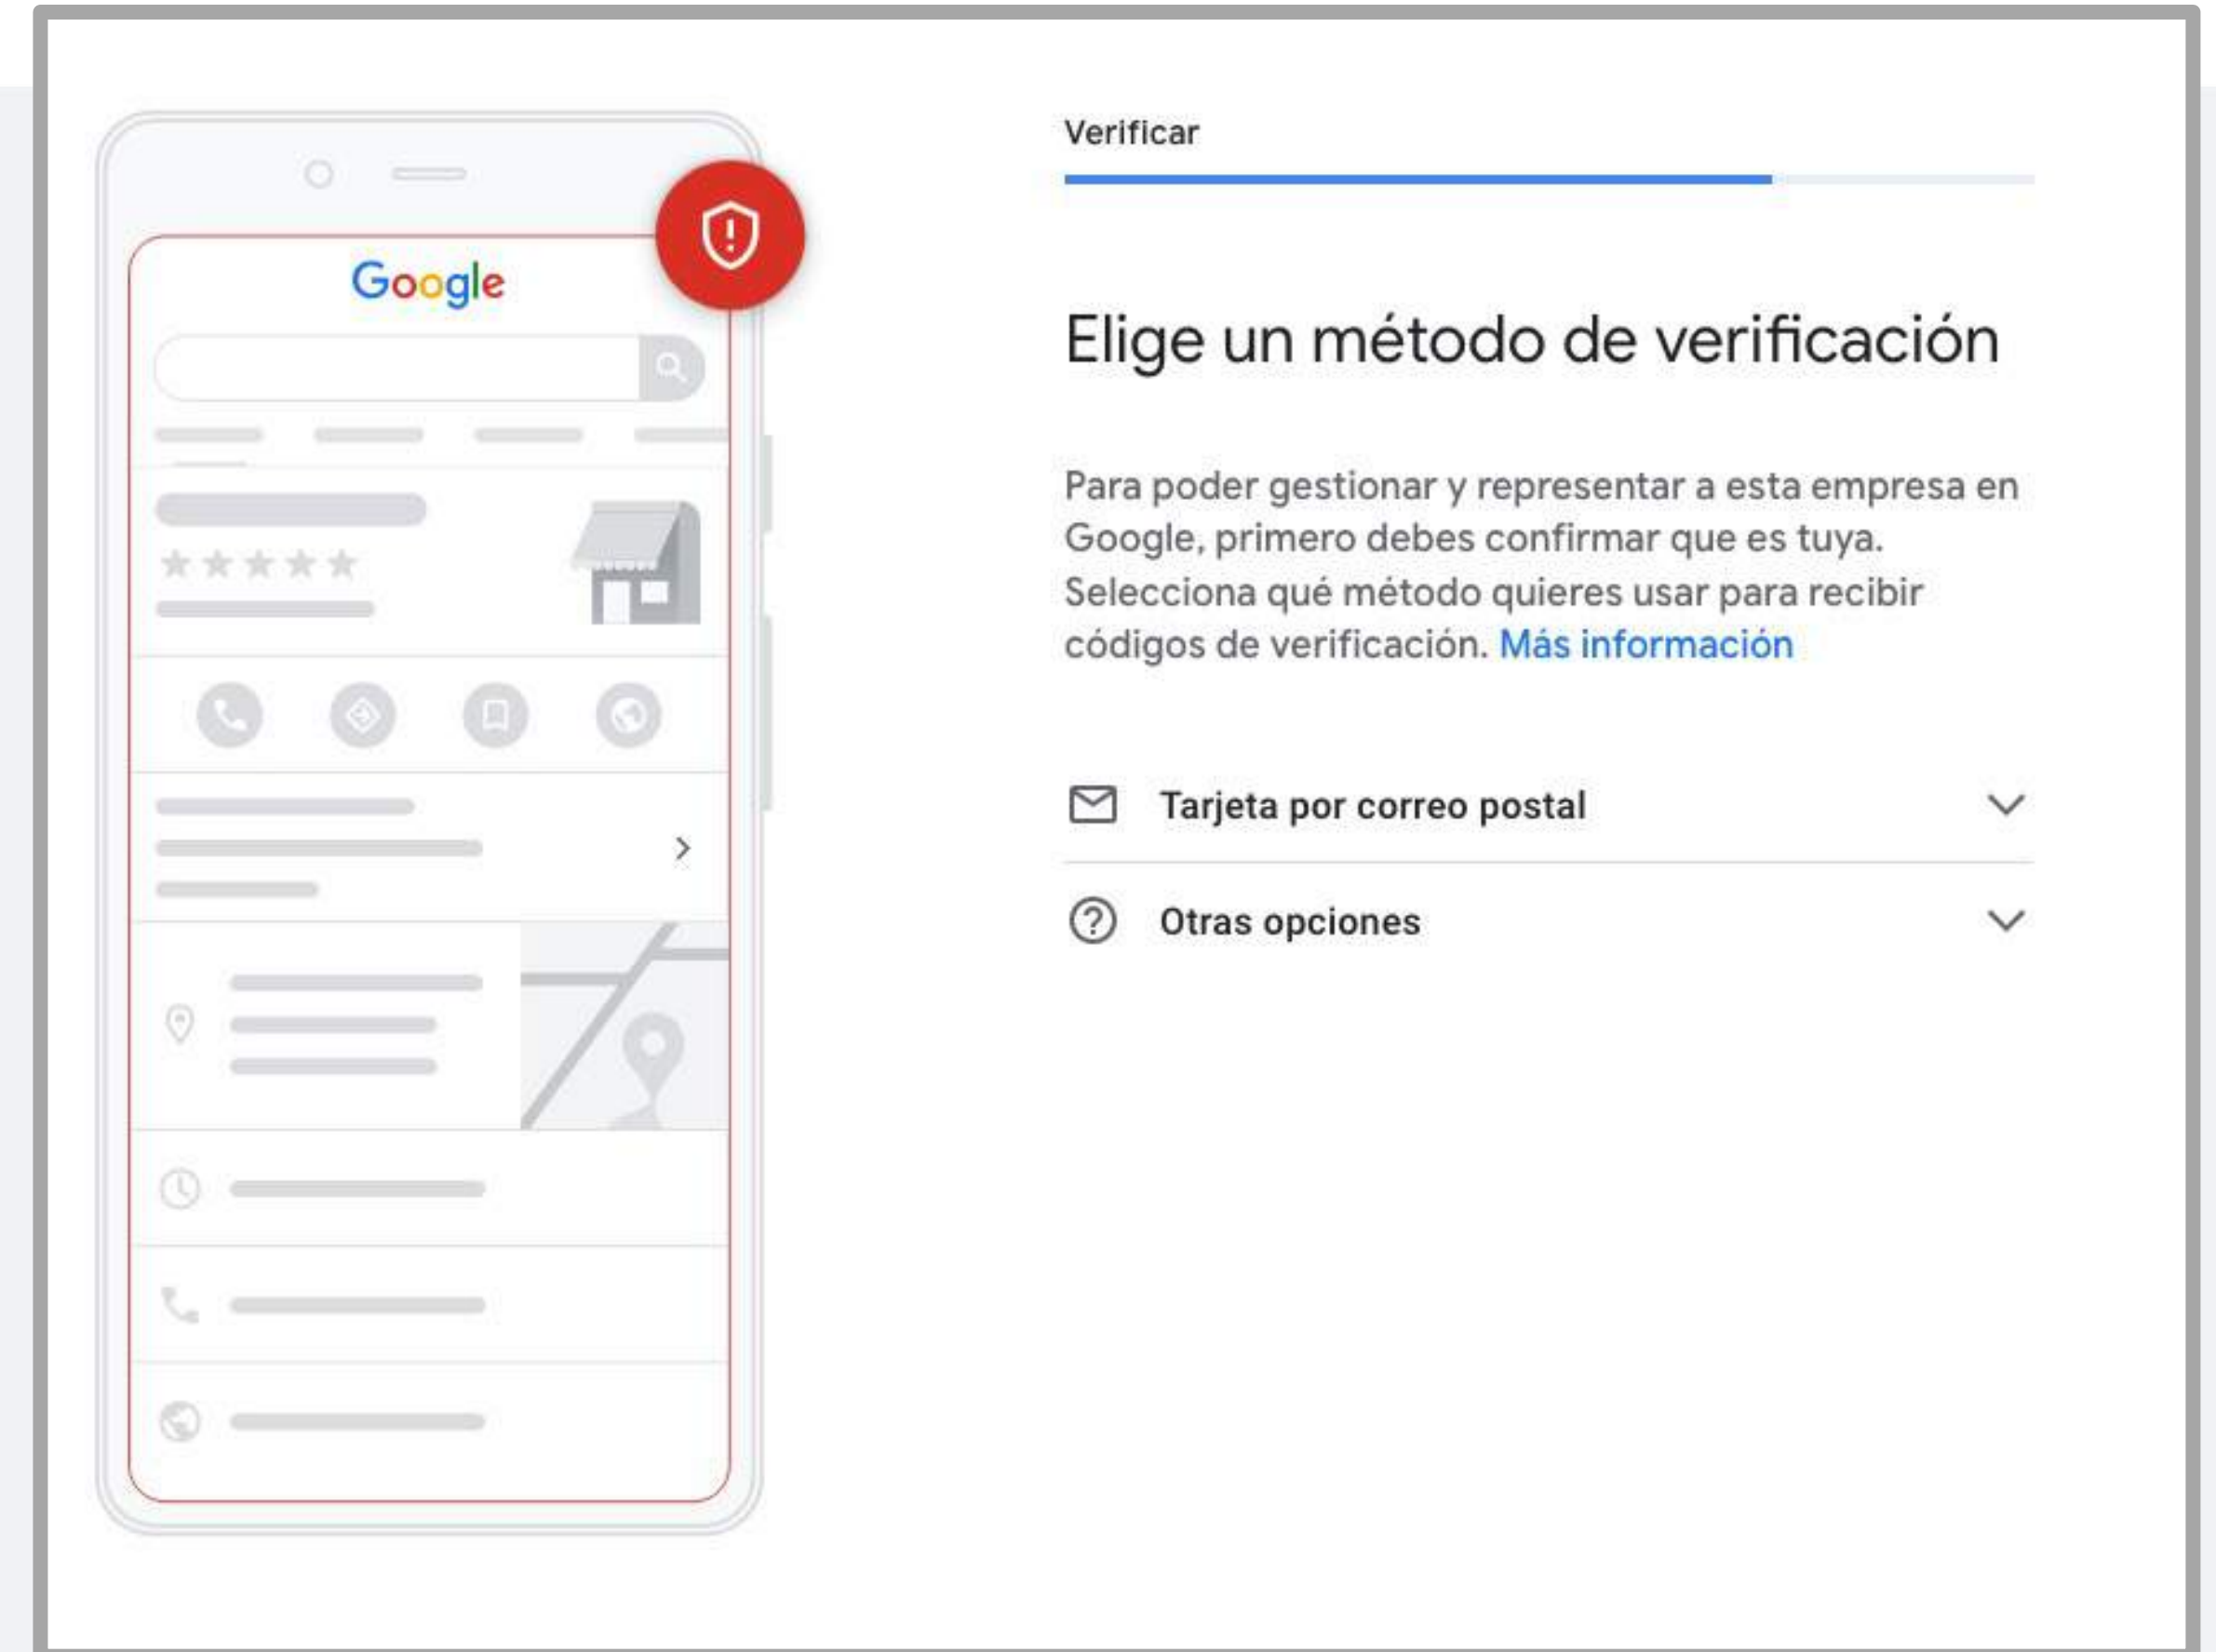 Google
Verificar
Elige un método de verificación
Para poder gestionar y representar a esta empresa en
Google, primero debes confirmar que es tuya.
Selecciona qué método quieres usar para recibir
códigos de verificación. Más información
Tarjeta por correo postal
Otras opciones